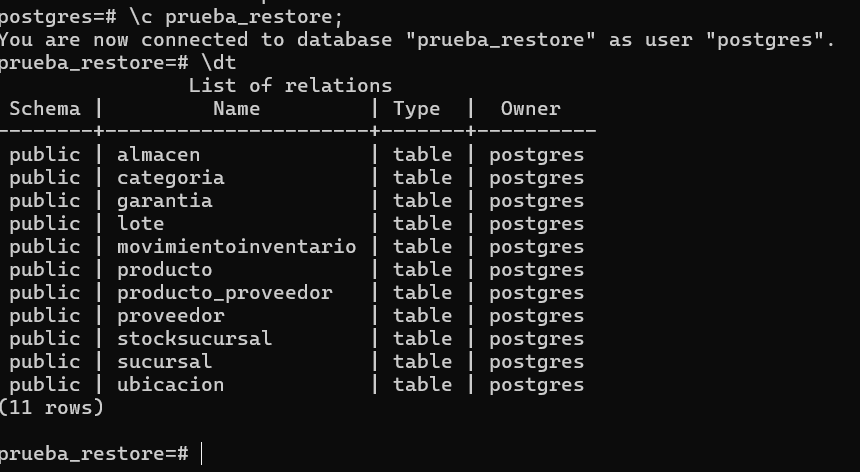 postgres=# \c prueba_restore;
You are now connected to database "prueba_restore" as user "postgres".
prueba_restore=# \dt
                List of relations
 Schema |         Name         | Type  |  Owner
--------+----------------------+-------+----------
 public | almacen              | table | postgres
 public | categoria            | table | postgres
 public | garantia             | table | postgres
 public | lote                 | table | postgres
 public | movimientoinventario | table | postgres
 public | producto             | table | postgres
 public | producto_proveedor   | table | postgres
 public | proveedor            | table | postgres
 public | stocksucursal        | table | postgres
 public | sucursal             | table | postgres
 public | ubicacion            | table | postgres
(11 rows)
prueba_restore=#